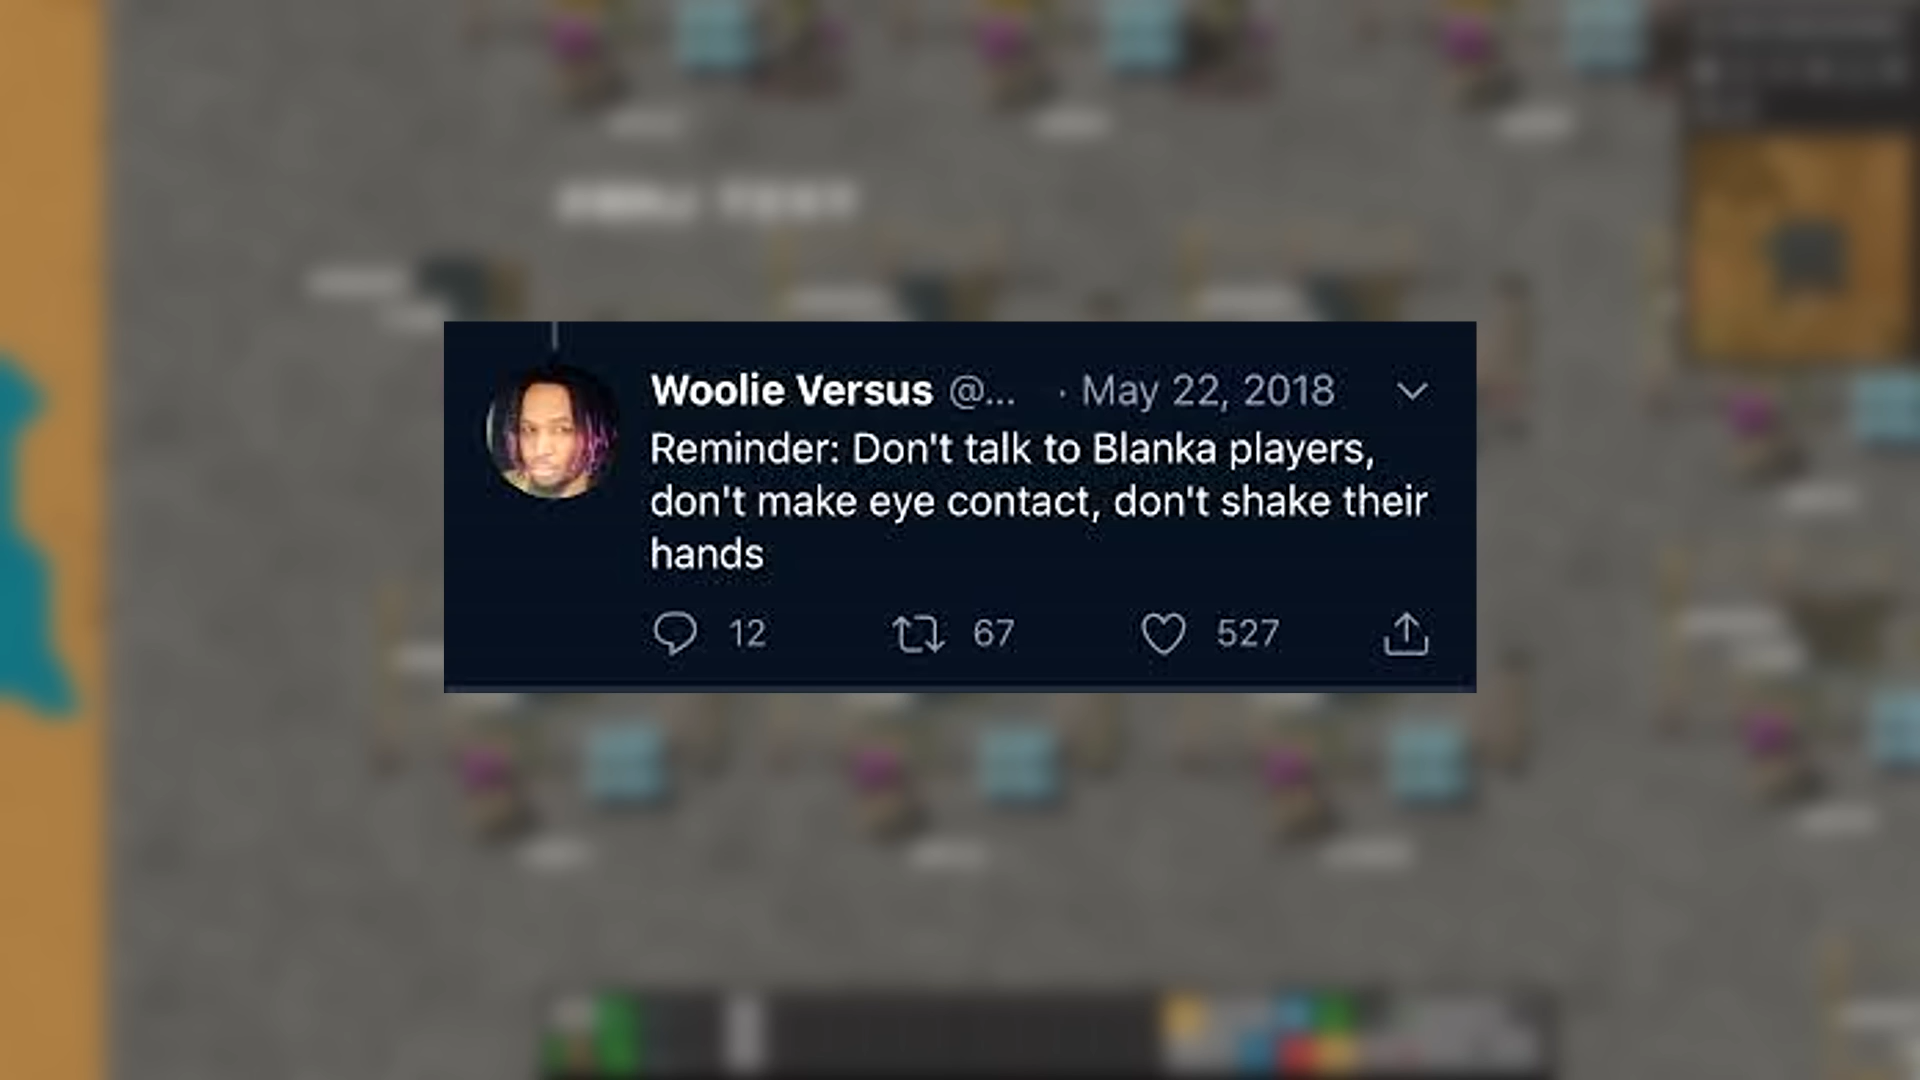 Woolie Versus @... · May 22, 2018
Reminder: Don't talk to Blanka players,
don't make eye contact, don't shake their
hands
12 67 527